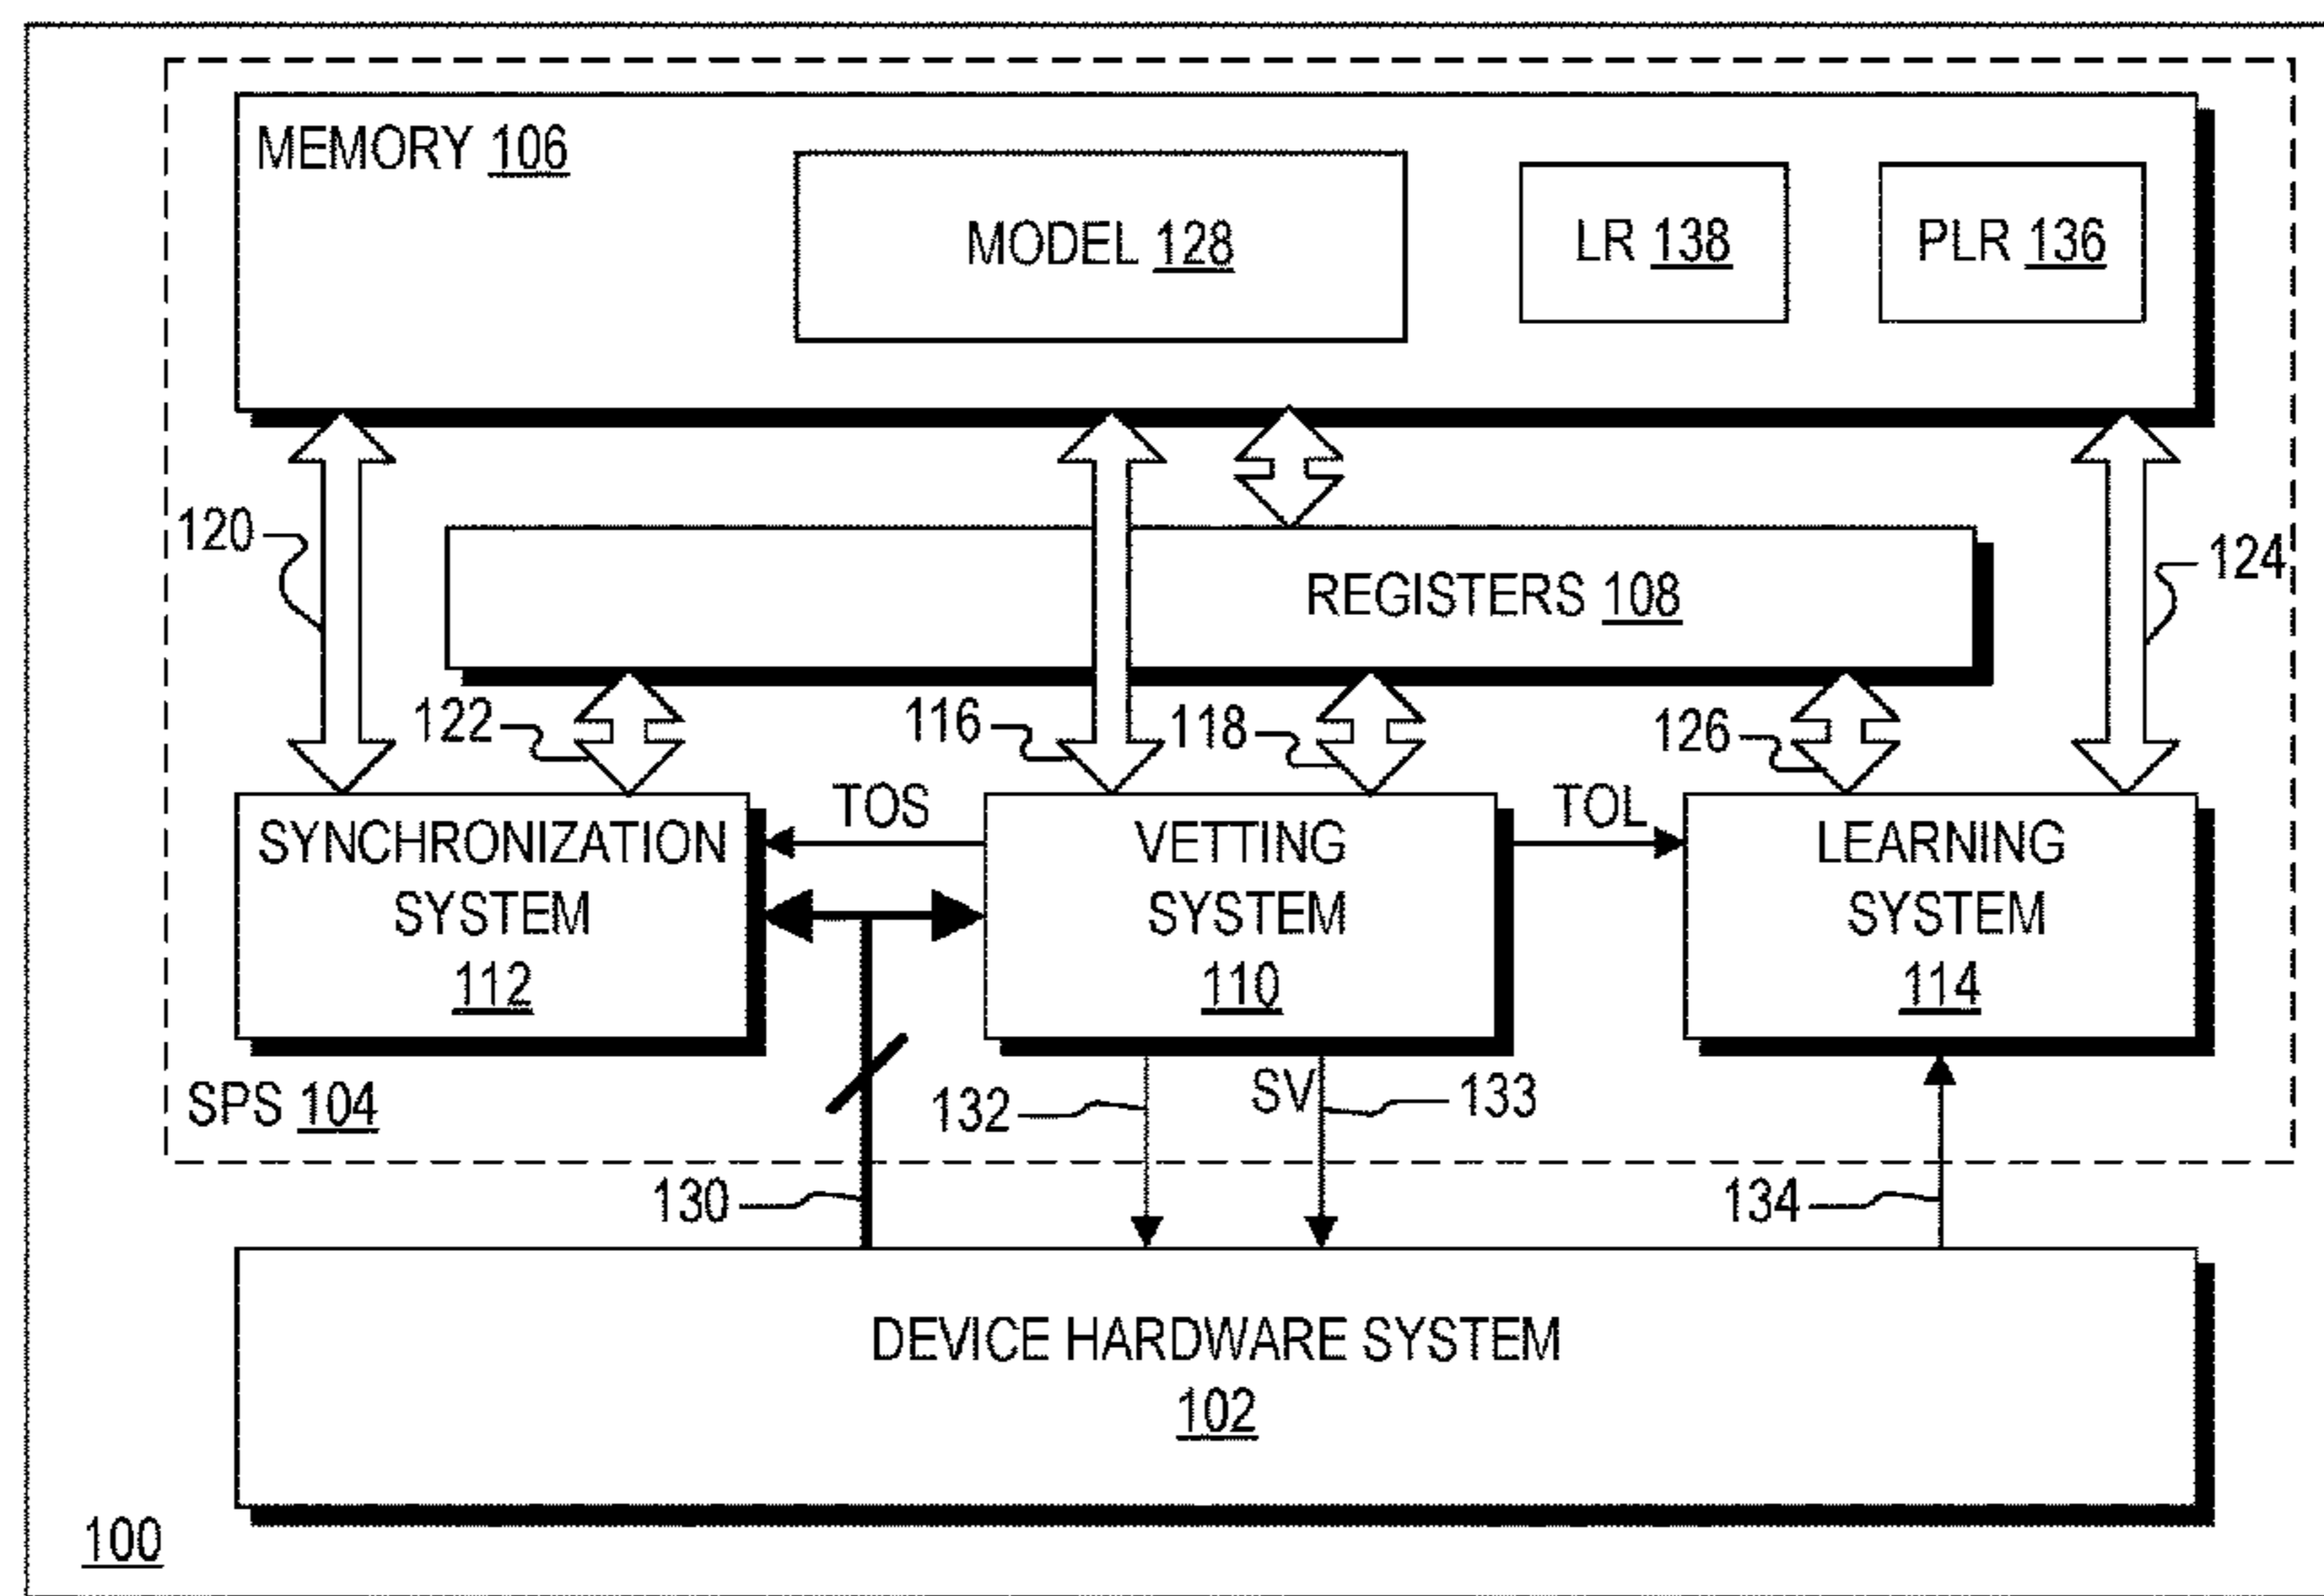 MEMORY 106
MODEL 128
LR 138
PLR 136
120
124
REGISTERS 108
122
116
118
126
TOS
TOL
SYNCHRONIZATION
SYSTEM
112
VETTING
SYSTEM
110
LEARNING
SYSTEM
114
SPS 104
132
SV
133
130
134
DEVICE HARDWARE SYSTEM
102
100